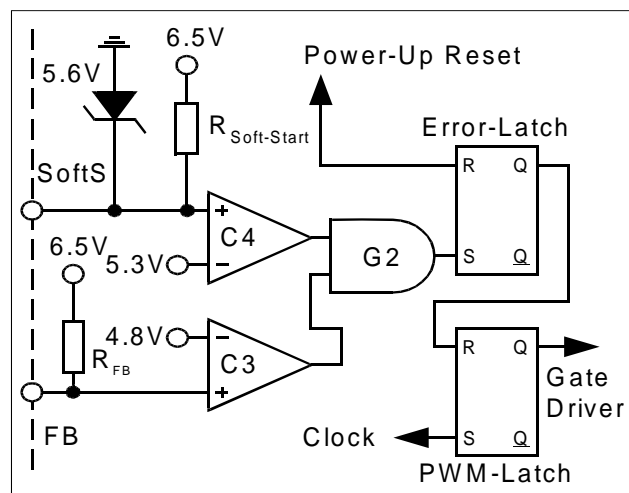 6.5V
5.6V
Power-Up Reset
R Soft-Start
Error-Latch
SoftS
R Q
+
C4
-
G2
6.5V
5.3V
S Q
4.8V
-
C3
R FB
+
R Q
Gate
Driver
FB
Clock
S Q
PWM-Latch